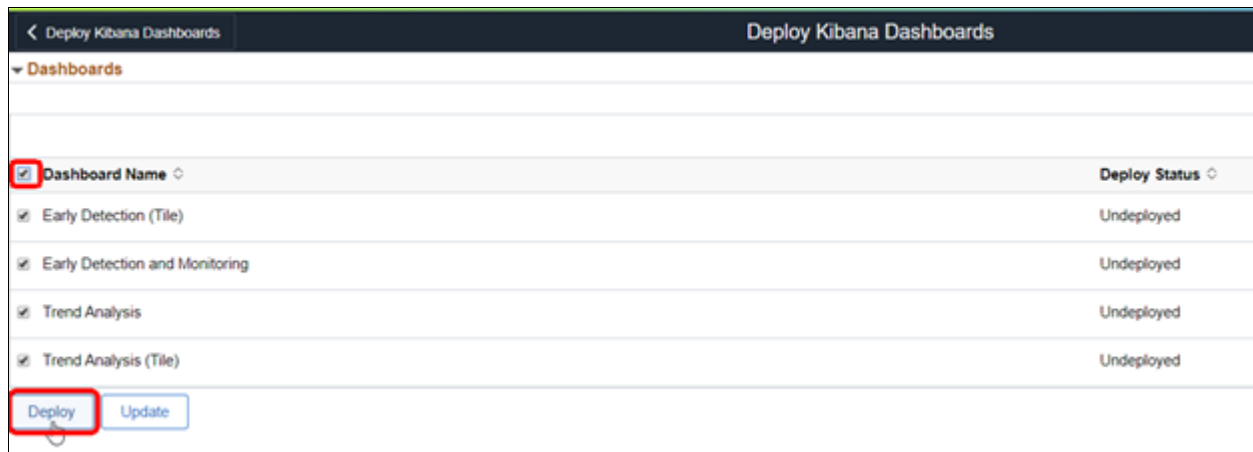 Deploy Kibana Dashboards Deploy Kibana Dashboards
Dashboards
Dashboard Name Deploy Status
Early Detection (Tile) Undeployed
Early Detection and Monitoring Undeployed
Trend Analysis Undeployed
Trend Analysis (Tile) Undeployed
Deploy Update